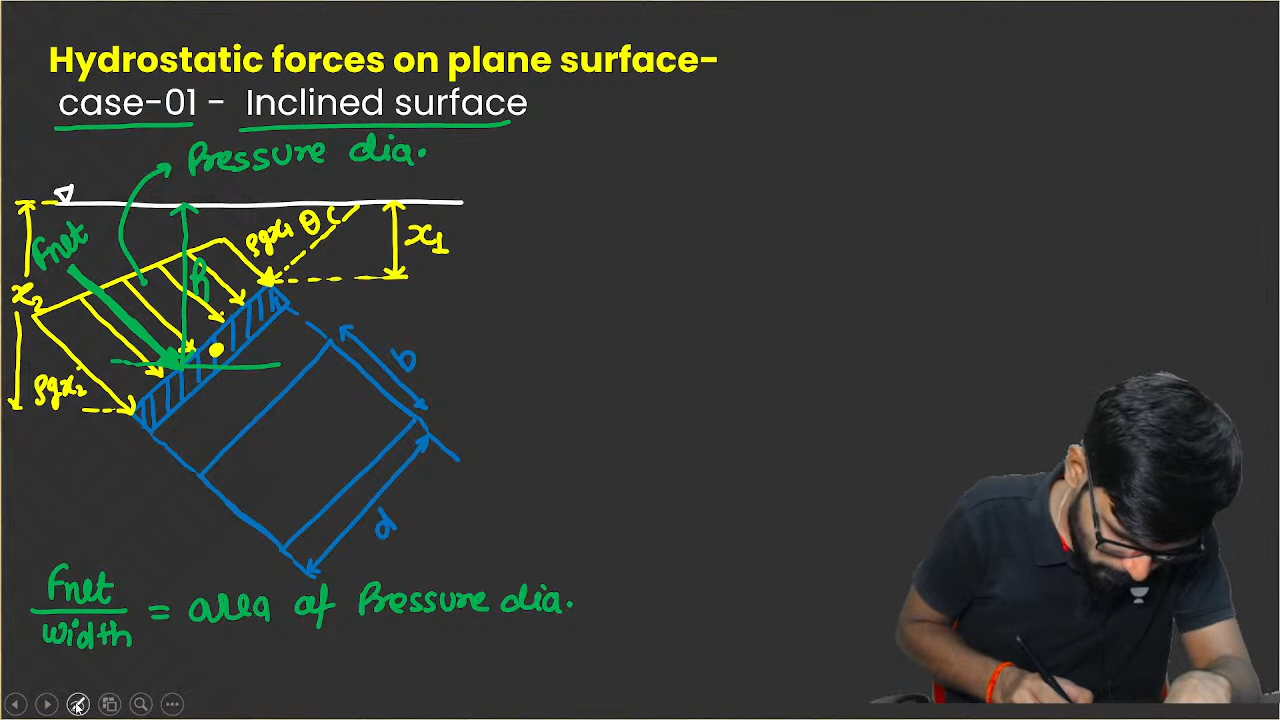 Hydrostatic forces on plane surface-
case-01 - Inclined surface
Pressure dia.
Fnet
ρgx₁
θ
x₁
h
x₂
ρgx₂
b
d
Fnet
width
= area of Pressure dia.